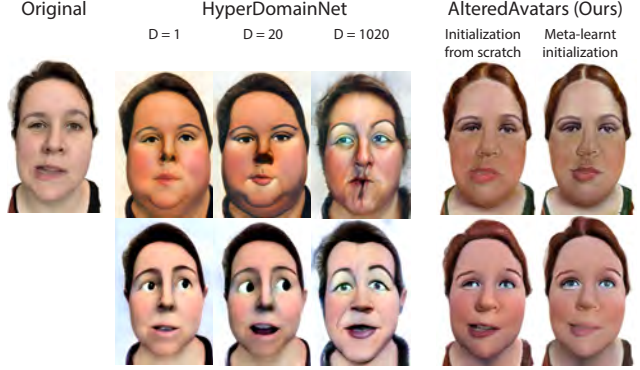 Original
HyperDomainNet
AlteredAvatars (Ours)
D = 1
D = 20
D = 1020
Initialization
from scratch
Meta-learnt
initialization